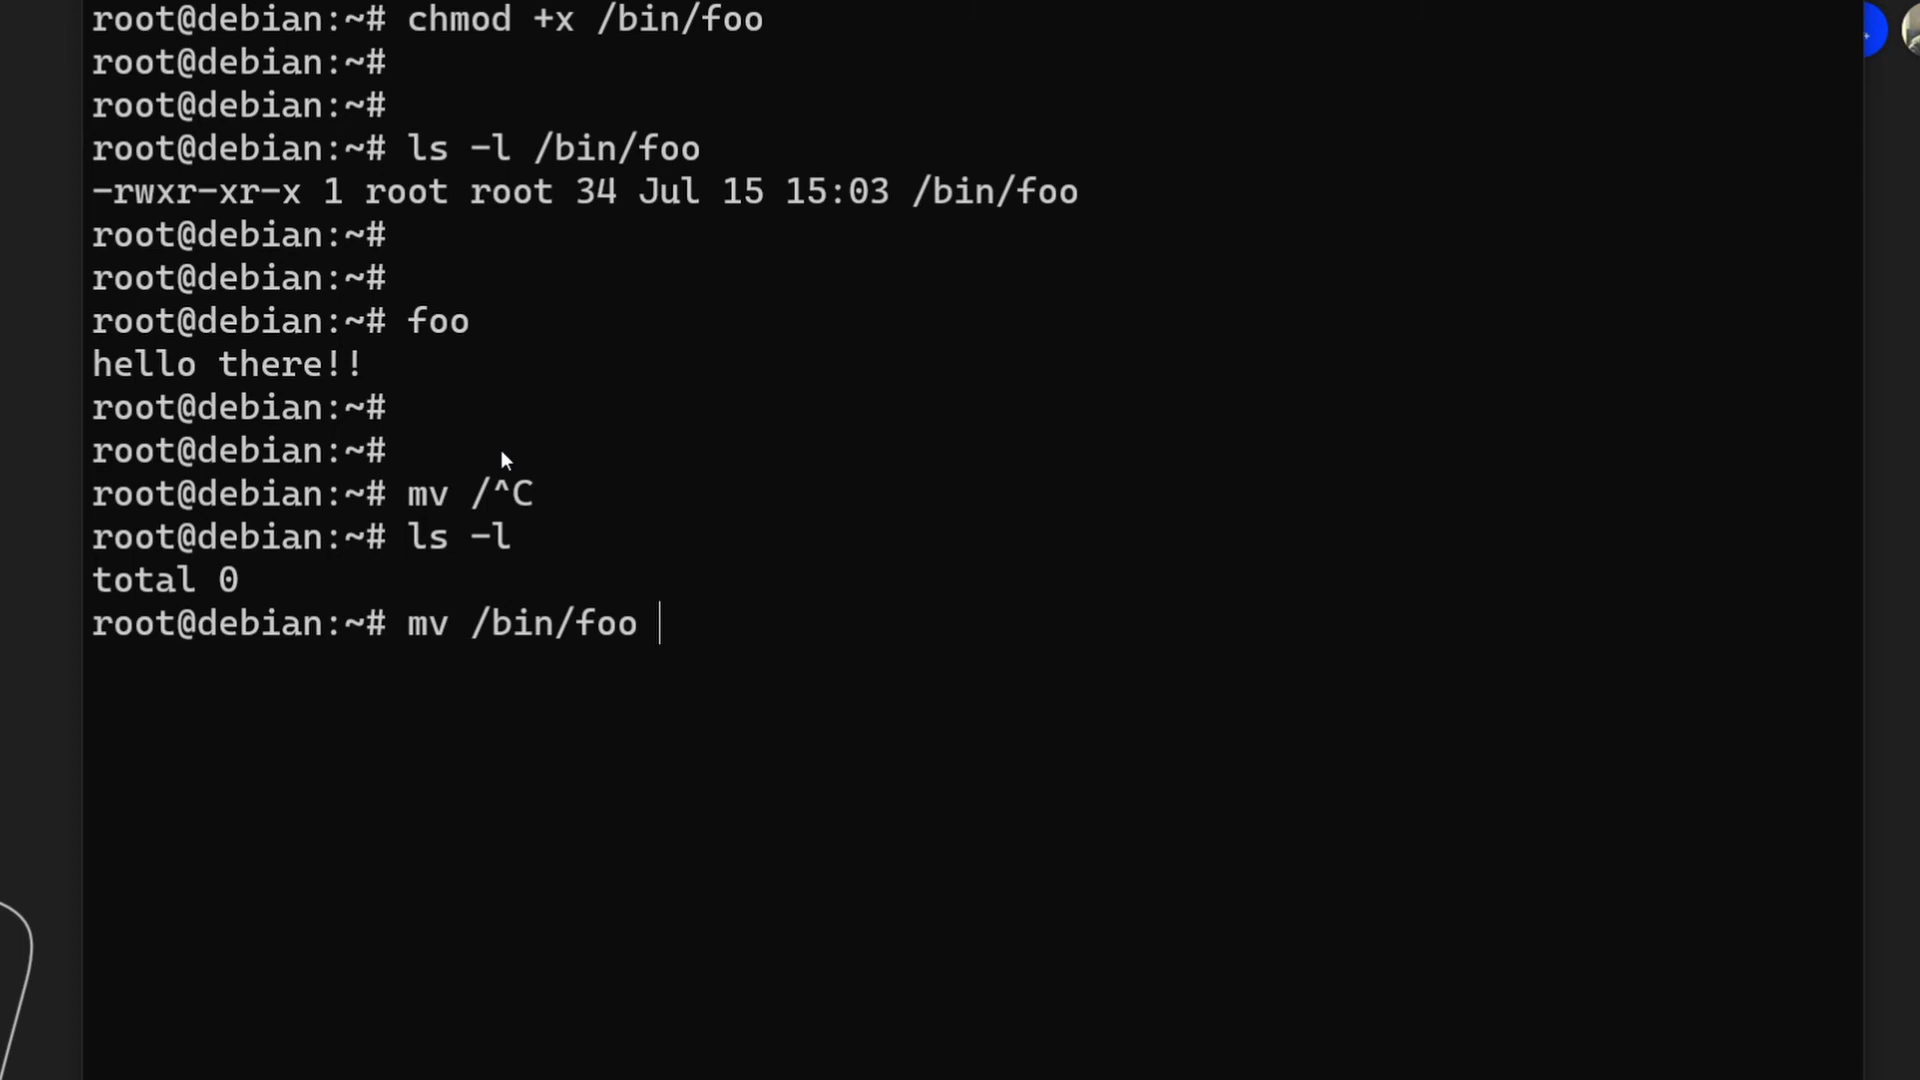 root@debian:~# chmod +x /bin/foo
root@debian:~#
root@debian:~#
root@debian:~# ls -l /bin/foo
-rwxr-xr-x 1 root root 34 Jul 15 15:03 /bin/foo
root@debian:~#
root@debian:~#
root@debian:~# foo
hello there!!
root@debian:~#
root@debian:~#
root@debian:~# mv /^C
root@debian:~# ls -l
total 0
root@debian:~# mv /bin/foo